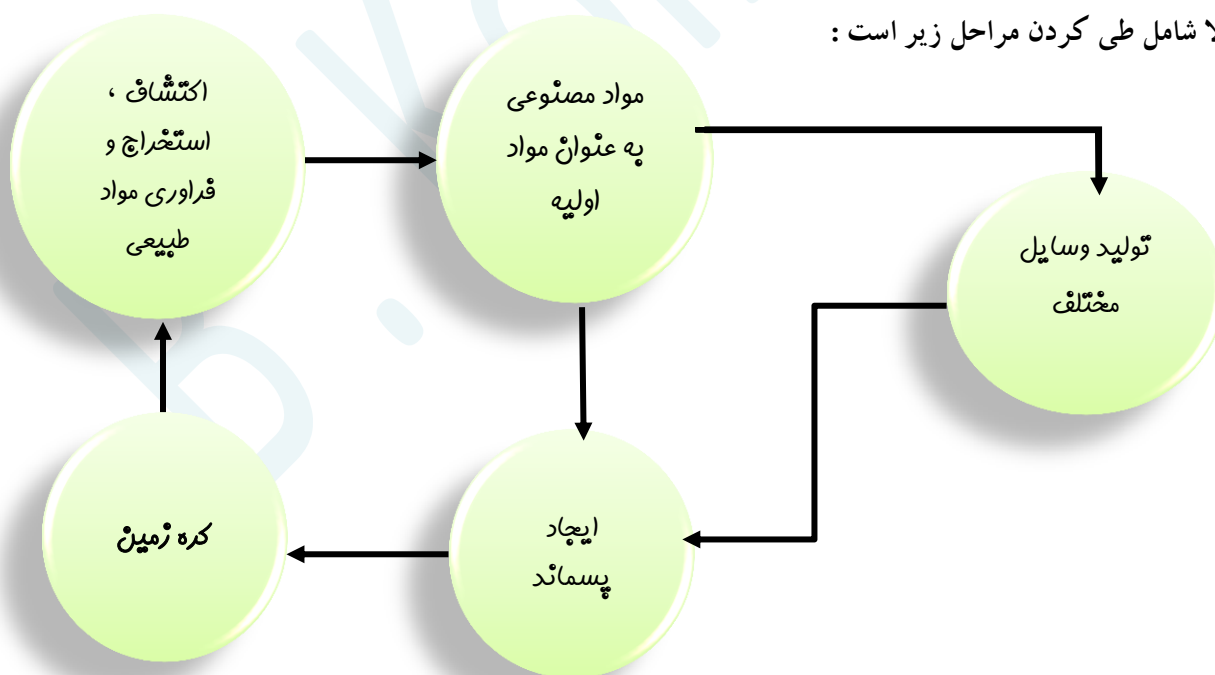 شامل طی کردن مراحل زیر است :
اکتشاف ،
استخراج و
فراوری مواد
طبیعی
مواد مصنوعی
به عنوان مواد
اولیه
تولید وسایل
مختلف
ایجاد
پسماند
کره زمین